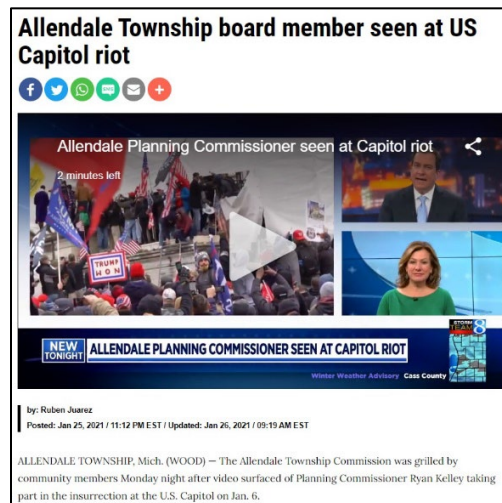 Allendale Township board member seen at US
Capitol riot
Allendale Planning Commissioner seen at Capitol riot
2 minutes left
TRUMP
WON
NEW
TONIGHT
ALLENDALE PLANNING COMMISSIONER SEEN AT CAPITOL RIOT
STORM
TEAM
8
Winter Weather Advisory Cass County
by: Ruben Juarez
Posted: Jan 25, 2021 / 11:12 PM EST / Updated: Jan 26, 2021 / 09:19 AM EST
ALLENDALE TOWNSHIP, Mich. (WOOD) — The Allendale Township Commission was grilled by
community members Monday night after video surfaced of Planning Commissioner Ryan Kelley taking
part in the insurrection at the U.S. Capitol on Jan. 6.